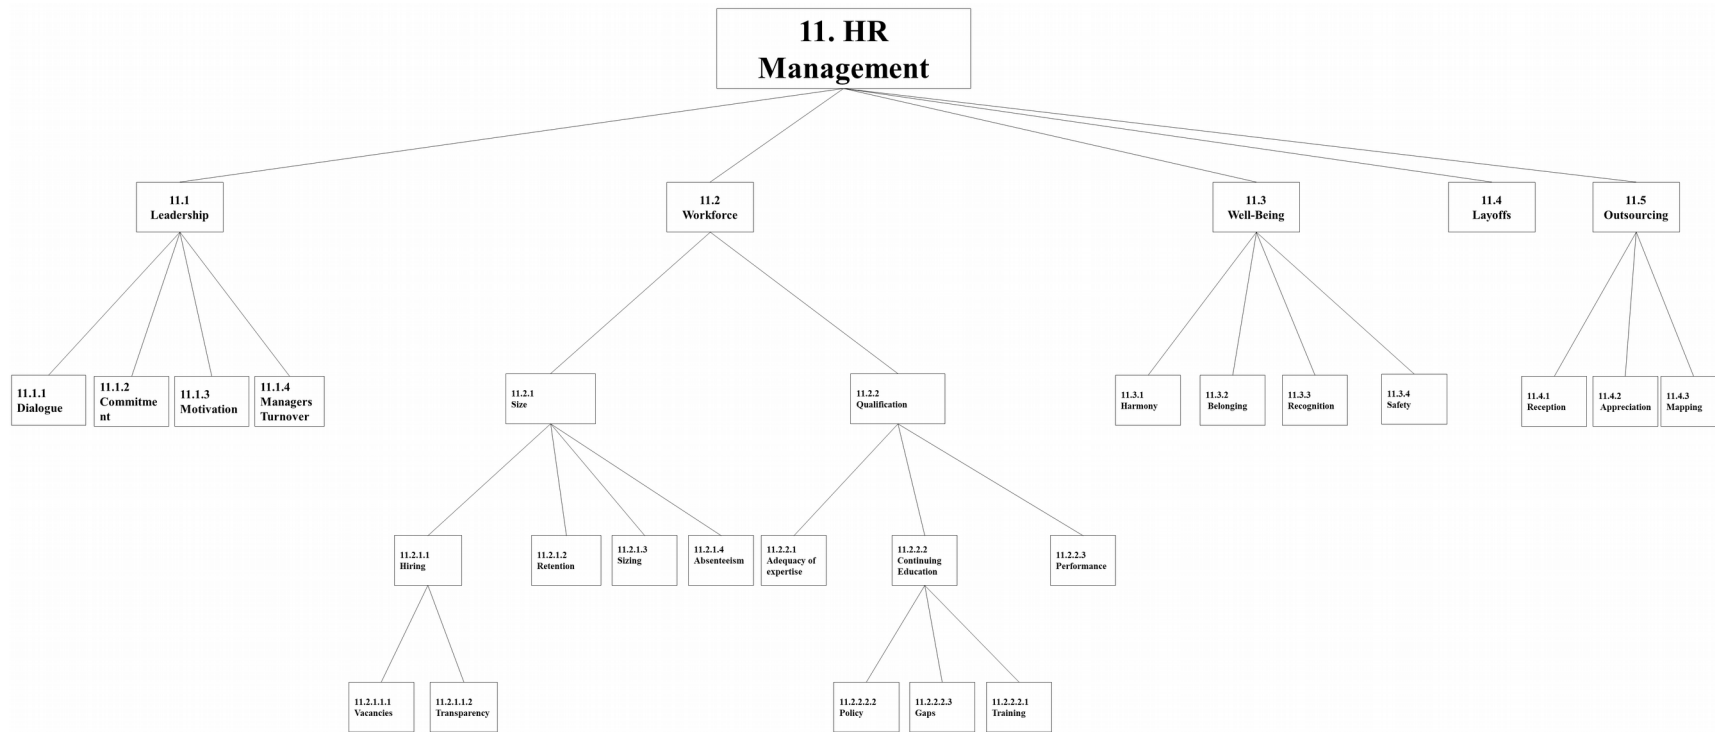 11. HR
Management
11.1
Leadership
11.2
Workforce
11.3
Well-Being
11.4
Layoffs
11.5
Outsourcing
11.1.1
Dialogue
11.1.2
Commitme
nt
11.1.3
Motivation
11.1.4
Managers
Turnover
11.2.1
Size
11.2.2
Qualification
11.3.1
Harmony
11.3.2
Belonging
11.3.3
Recognition
11.3.4
Safety
11.4.1
Reception
11.4.2
Appreciation
11.4.3
Mapping
11.2.1.1
Hiring
11.2.1.2
Retention
11.2.1.3
Sizing
11.2.1.4
Absenteeism
11.2.2.1
Adequacy of
expertise
11.2.2.2
Continuing
Education
11.2.2.3
Performance
11.2.1.1.1
Vacancies
11.2.1.1.2
Transparency
11.2.2.2.2
Policy
11.2.2.2.3
Gaps
11.2.2.2.1
Training